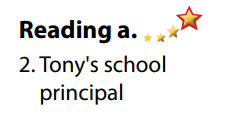 Reading a.
2. Tony's school
principal